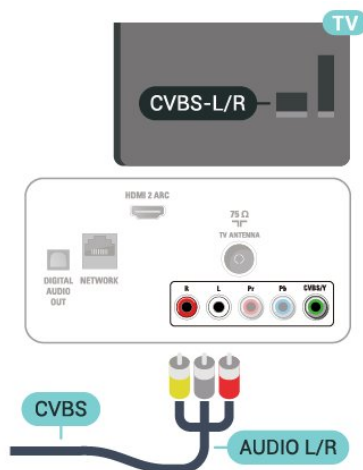 TV
CVBS-L/R
HDMI 2 ARC
75 Ω
TV ANTENNA
DIGITAL
AUDIO
OUT
NETWORK
R L Pr Pb CVBS/Y
CVBS
AUDIO L/R